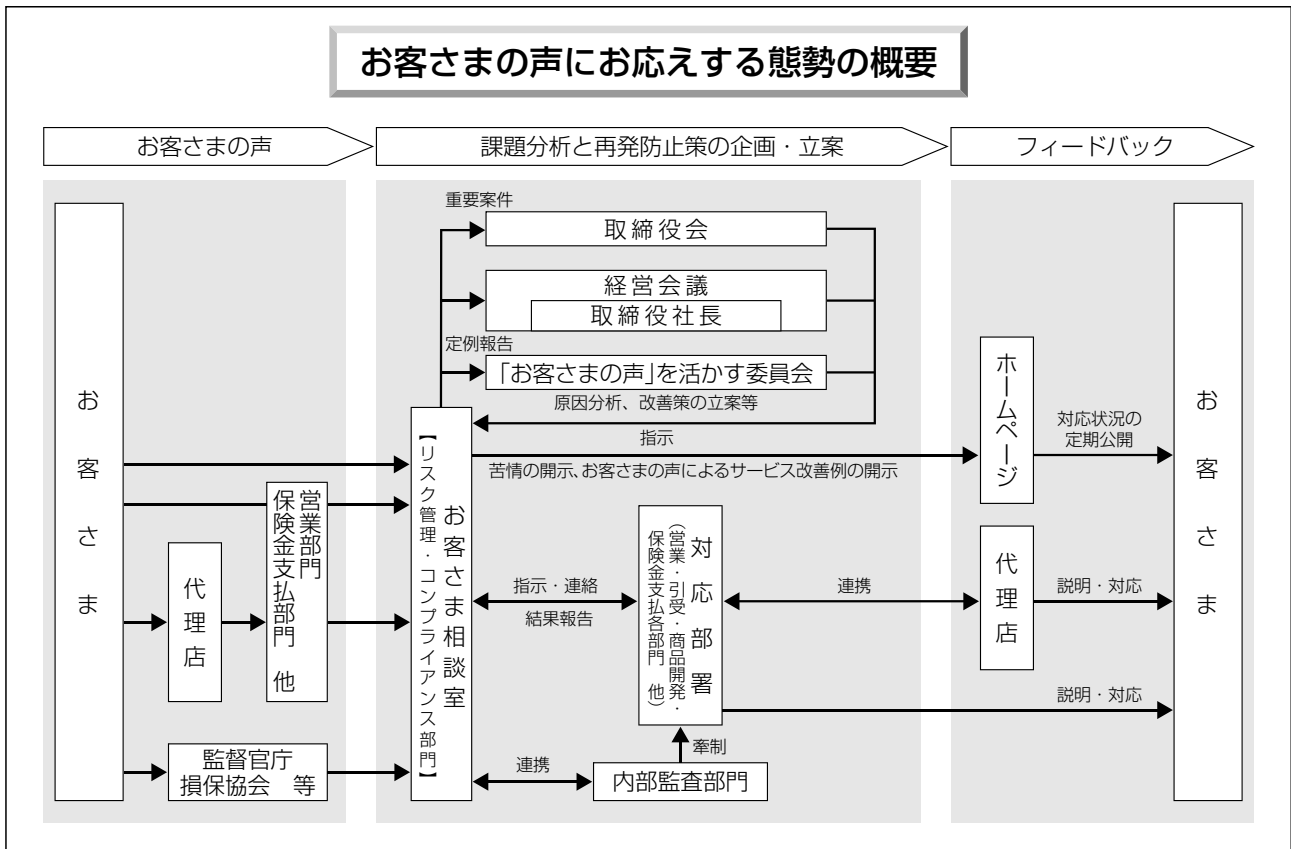 お客さまの声にお応えする態勢の概要
お客さまの声
課題分析と再発防止策の企画・立案
フィードバック
お客さま
代理店
営業部門
保険金支払部門　他
監督官庁
損保協会　等
お客さま相談室
【リスク管理・コンプライアンス部門】
重要案件
取締役会
経営会議
取締役社長
定例報告
「お客さまの声」を活かす委員会
原因分析、改善策の立案等
指示
苦情の開示、お客さまの声によるサービス改善例の開示
指示・連絡
結果報告
対応部署
（営業・引受・商品開発・
保険金支払各部門　他）
牽制
連携
内部監査部門
連携
ホームページ
対応状況の
定期公開
代理店
説明・対応
説明・対応
お客さま